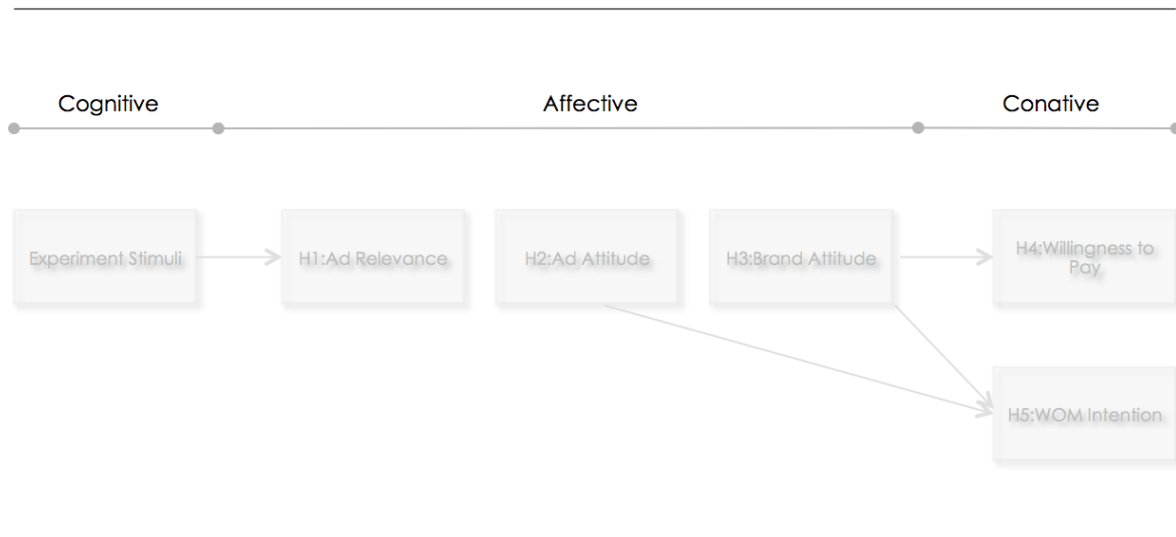 Cognitive
Affective
Conative
Experiment Stimuli
H1:Ad Relevance
H2:Ad Attitude
H3:Brand Attitude
H4:Willingness to
Pay
H5:WOM Intention